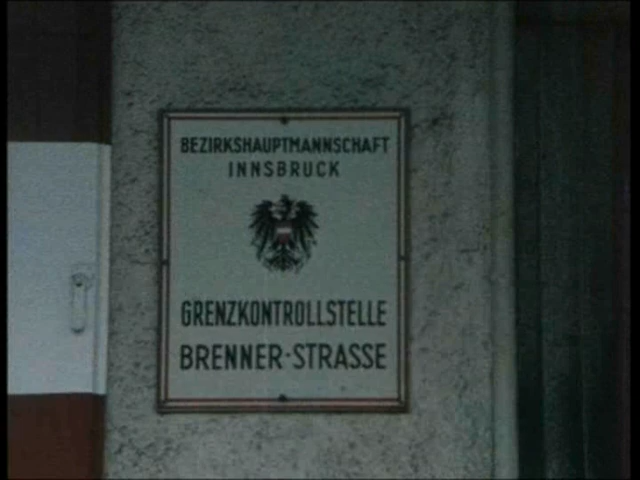 BEZIRKSHAUPTMANNSCHAFT
INNSBRUCK
GRENZKONTROLLSTELLE
BRENNER-STRASSE